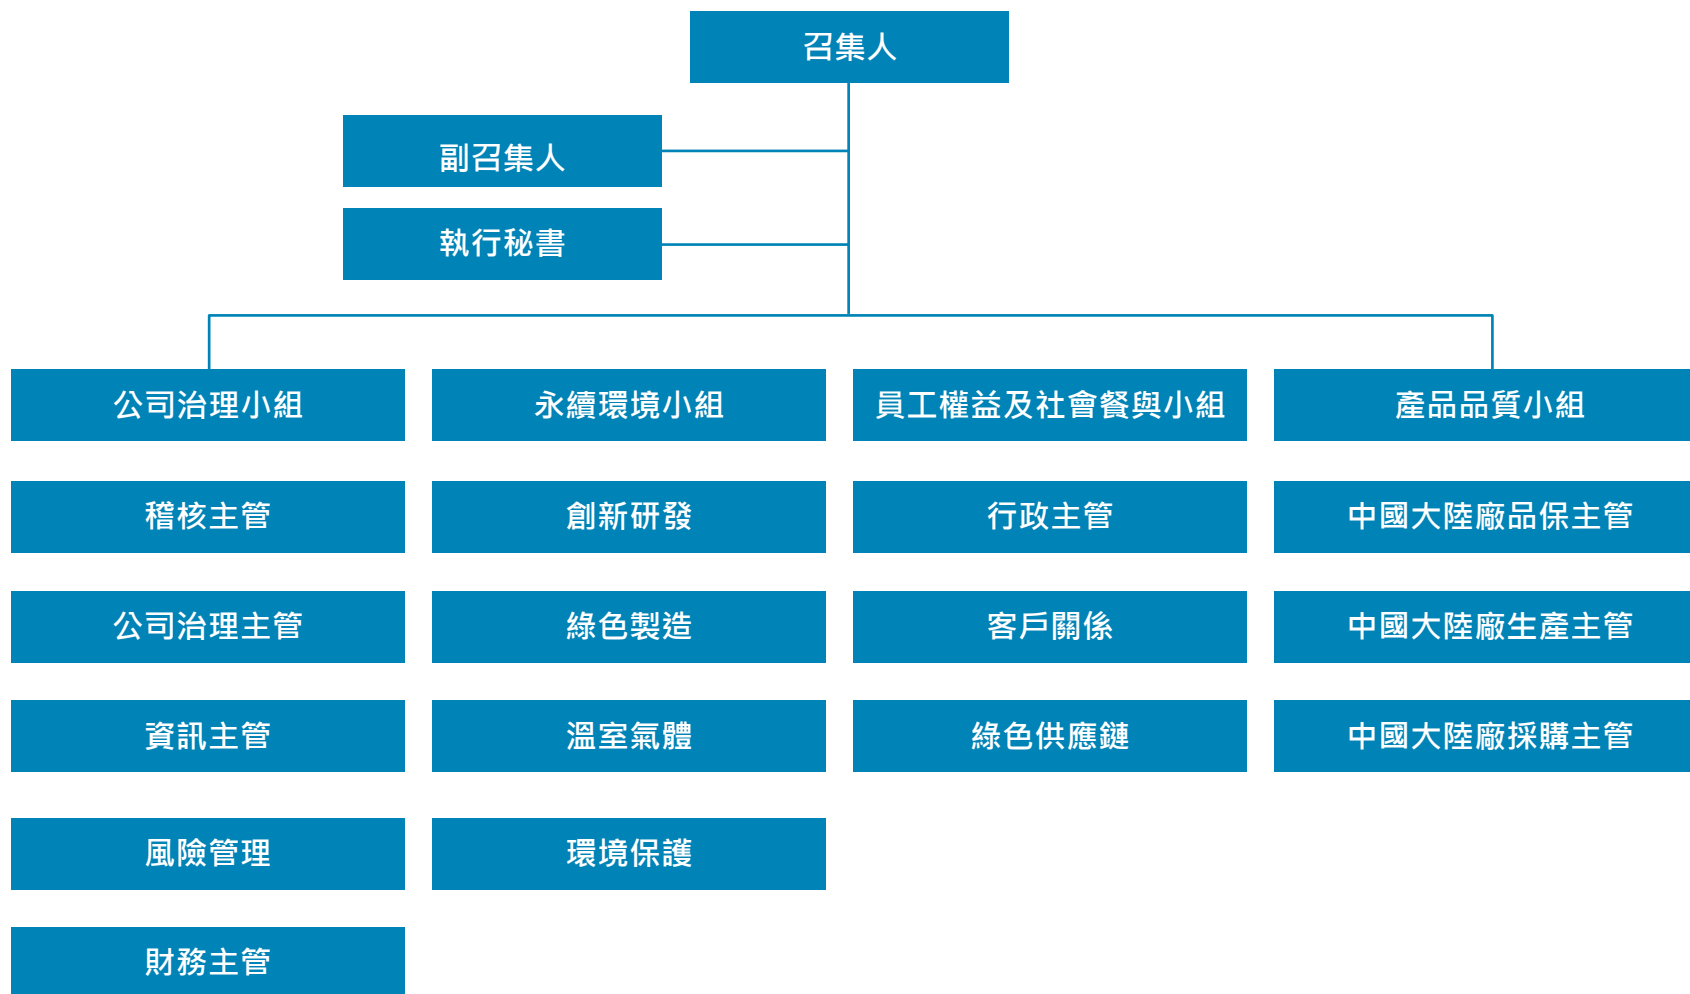 召集人
副召集人
執行秘書
公司治理小組
永續環境小組
員工權益及社會餐與小組
產品品質小組
稽核主管
創新研發
行政主管
中國大陸廠品保主管
公司治理主管
綠色製造
客戶關係
中國大陸廠生產主管
資訊主管
溫室氣體
綠色供應鏈
中國大陸廠採購主管
風險管理
環境保護
財務主管